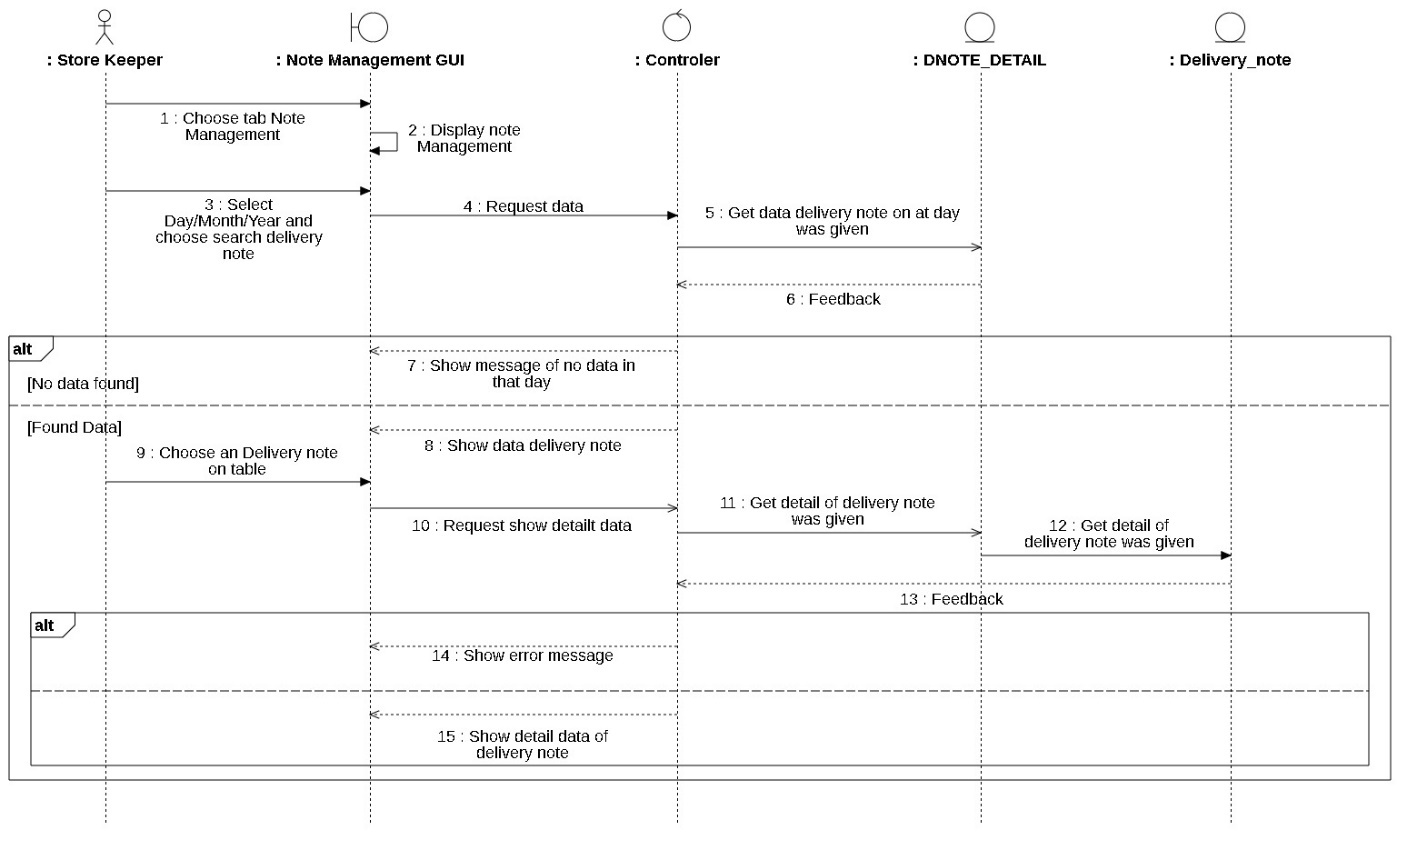 : Store Keeper
: Note Management GUI
: Controler
: DNOTE_DETAIL
: Delivery_note
1 : Choose tab Note
Management
2 : Display note
Management
3 : Select
Day/Month/Year and
choose search delivery
note
4 : Request data
5 : Get data delivery note on at day
was given
6 : Feedback
alt
7 : Show message of no data in
that day
[No data found]
[Found Data]
8 : Show data delivery note
9 : Choose an Delivery note
on table
10 : Request show detailt data
11 : Get detail of delivery note
was given
12 : Get detail of
delivery note was given
13 : Feedback
alt
14 : Show error message
15 : Show detail data of
delivery note